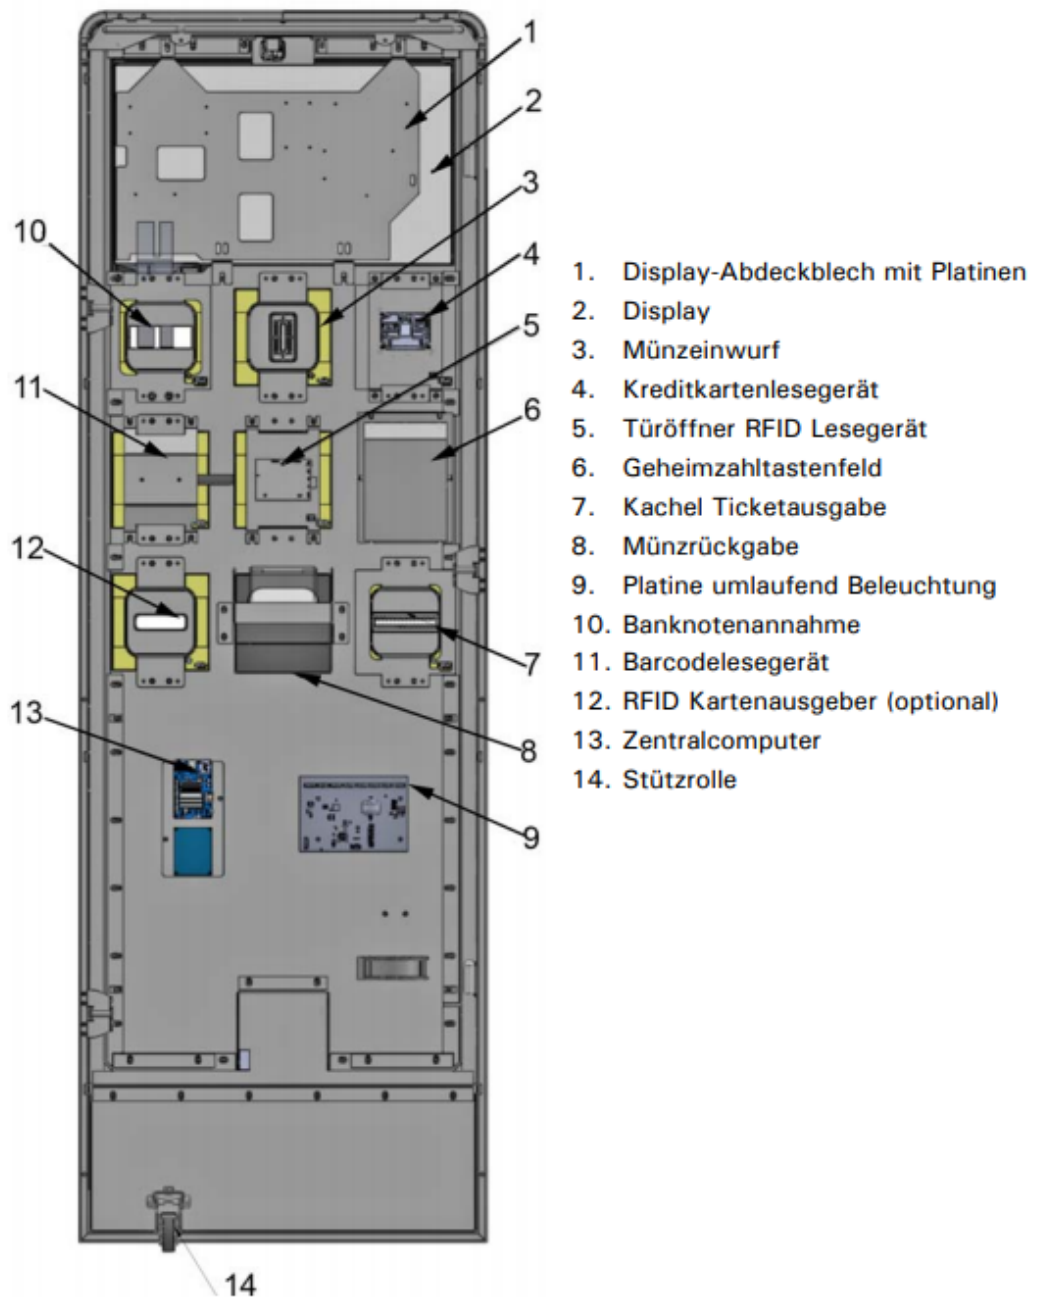 1
2
3
10
4
5
11
6
12
7
13
8
9
14
1. Display-Abdeckblech mit Platinen
2. Display
3. Münzeinwurf
4. Kreditkartenlesegerät
5. Türöffner RFID Lesegerät
6. Geheimzahltastenfeld
7. Kachel Ticketausgabe
8. Münzrückgabe
9. Platine umlaufend Beleuchtung
10. Banknotenannahme
11. Barcodelesegerät
12. RFID Kartenausgeber (optional)
13. Zentralcomputer
14. Stützrolle